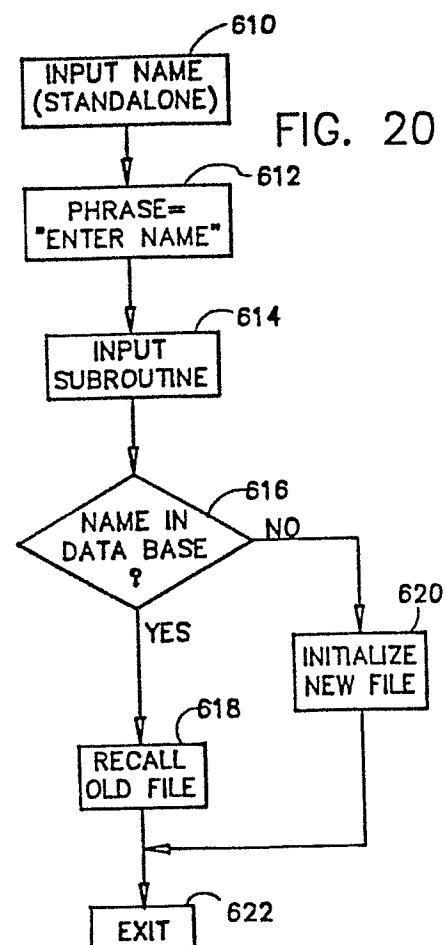 610
INPUT NAME
(STANDALONE)
FIG. 20
612
PHRASE=
"ENTER NAME"
614
INPUT
SUBROUTINE
616
NAME IN
DATA BASE
?
NO
YES
620
INITIALIZE
NEW FILE
618
RECALL
OLD FILE
622
EXIT